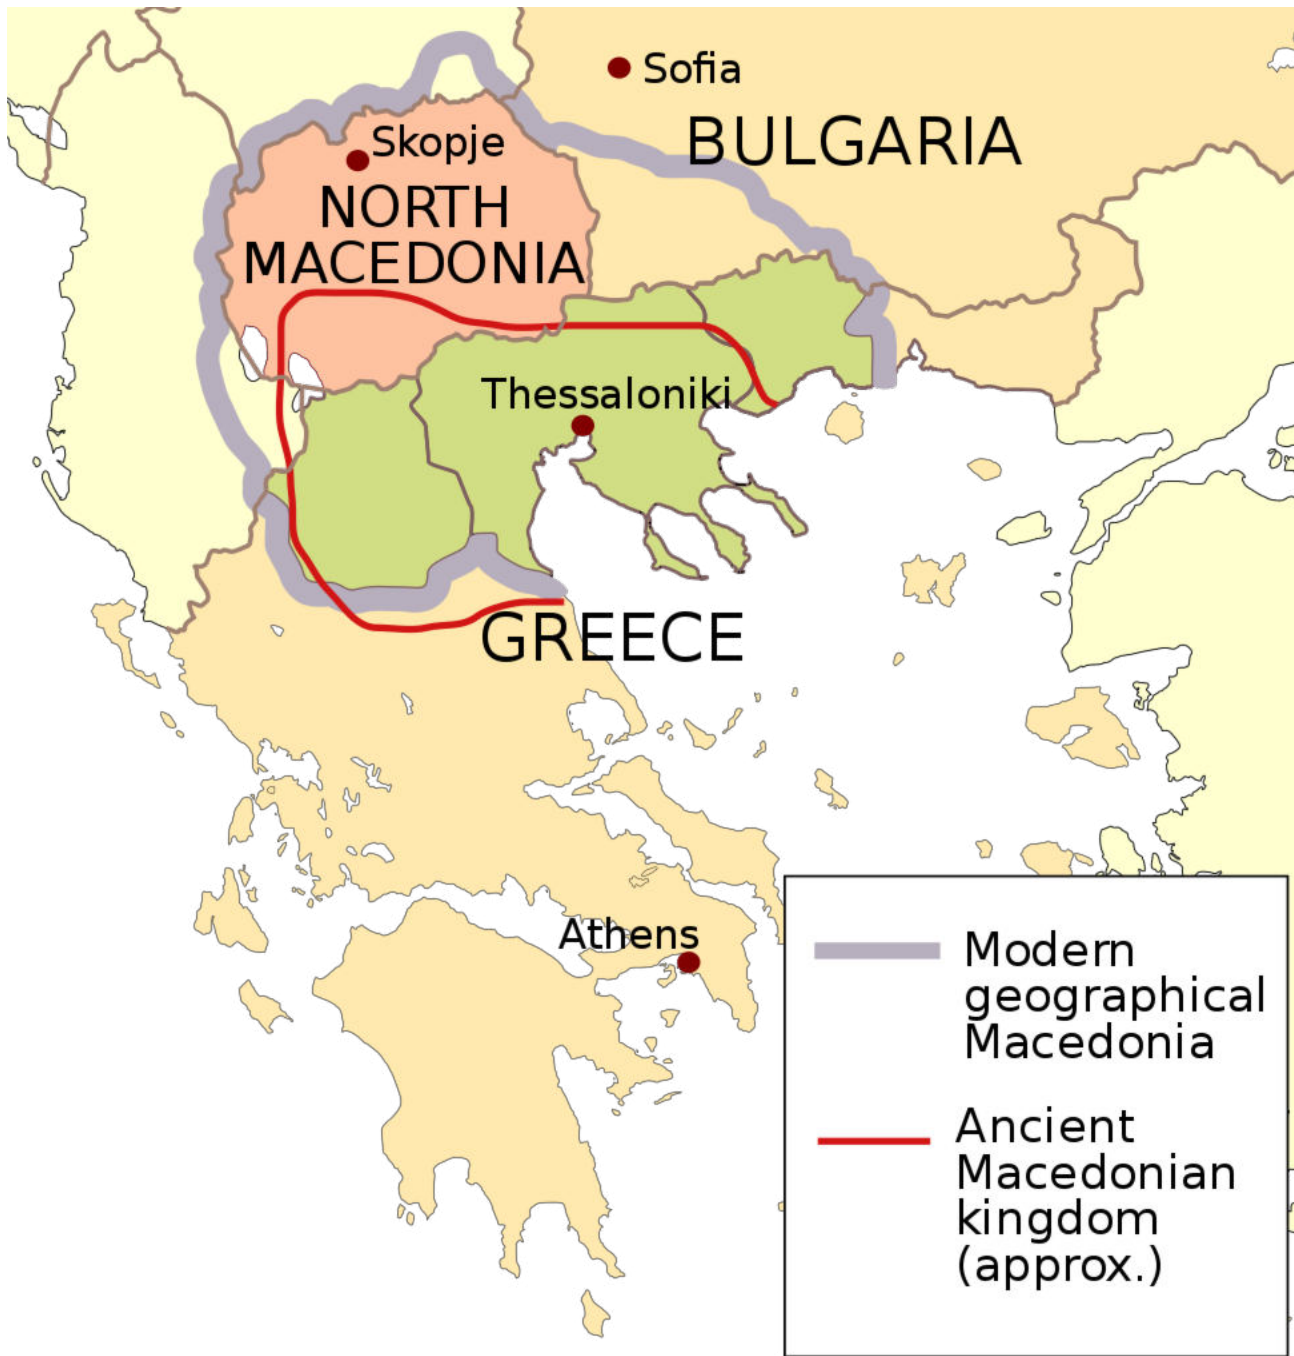 Sofia
BULGARIA
Skopje
NORTH
MACEDONIA
Thessaloniki
GREECE
Athens
Modern
geographical
Macedonia
Ancient
Macedonian
kingdom
(approx.)